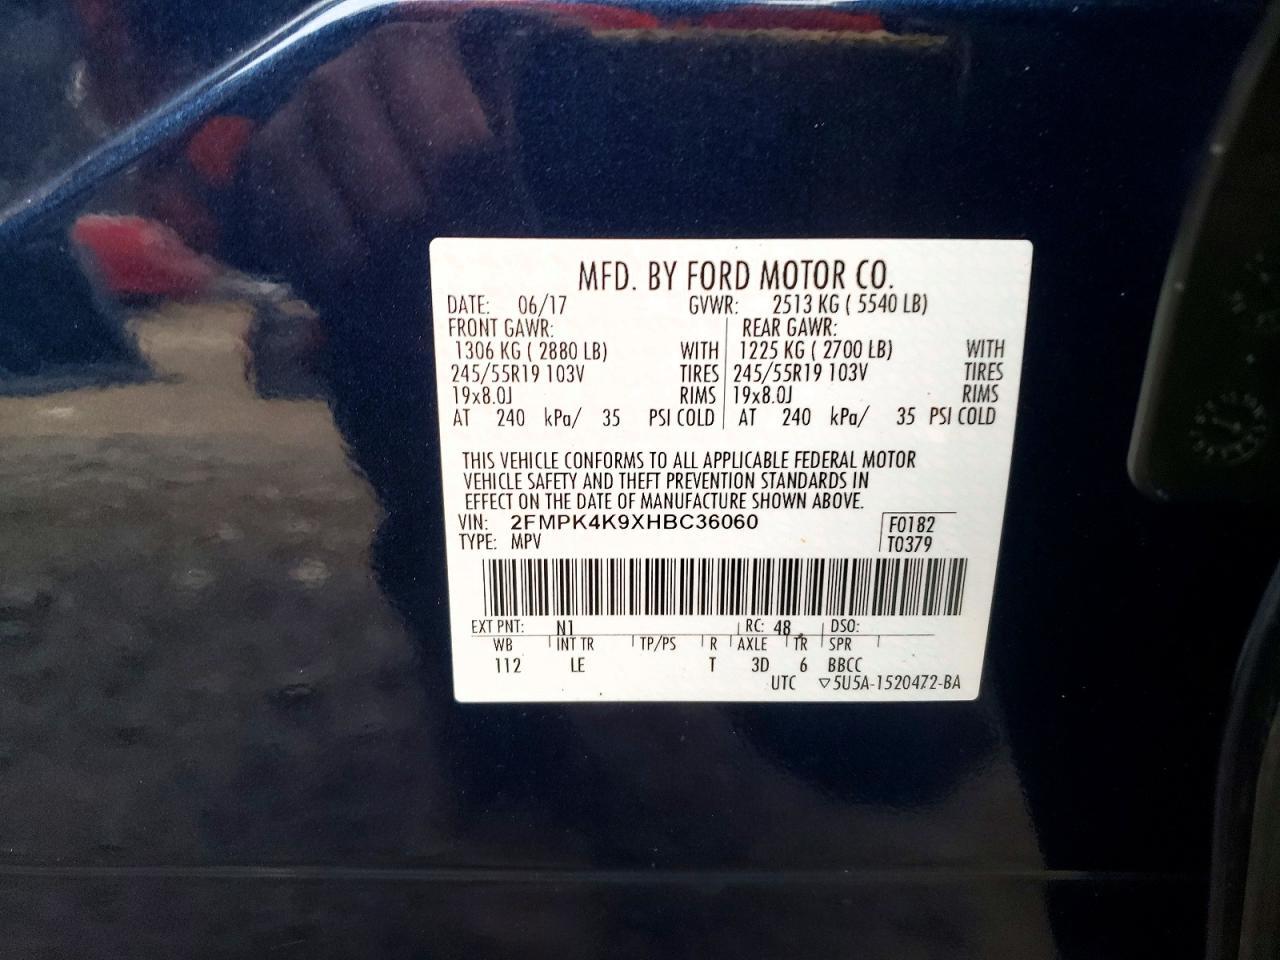 MFD. BY FORD MOTOR CO.
DATE: 06/17 GVWR: 2513 KG ( 5540 LB)
FRONT GAWR: REAR GAWR:
1306 KG ( 2880 LB) WITH 1225 KG ( 2700 LB) WITH
245/55R19 103V TIRES 245/55R19 103V TIRES
19x8.0J RIMS 19x8.0J RIMS
AT 240 kPa/ 35 PSI COLD AT 240 kPa/ 35 PSI COLD
THIS VEHICLE CONFORMS TO ALL APPLICABLE FEDERAL MOTOR
VEHICLE SAFETY AND THEFT PREVENTION STANDARDS IN
EFFECT ON THE DATE OF MANUFACTURE SHOWN ABOVE.
VIN: 2FMPK4K9XHBC36060 F0182
TYPE: MPV T0379
EXT PNT: N1 RC: 48 DSO:
WB INT TR TP/PS R AXLE TR SPR
112 LE T 3D 6 BBCC
UTC ▽5U5A-1520472-BA